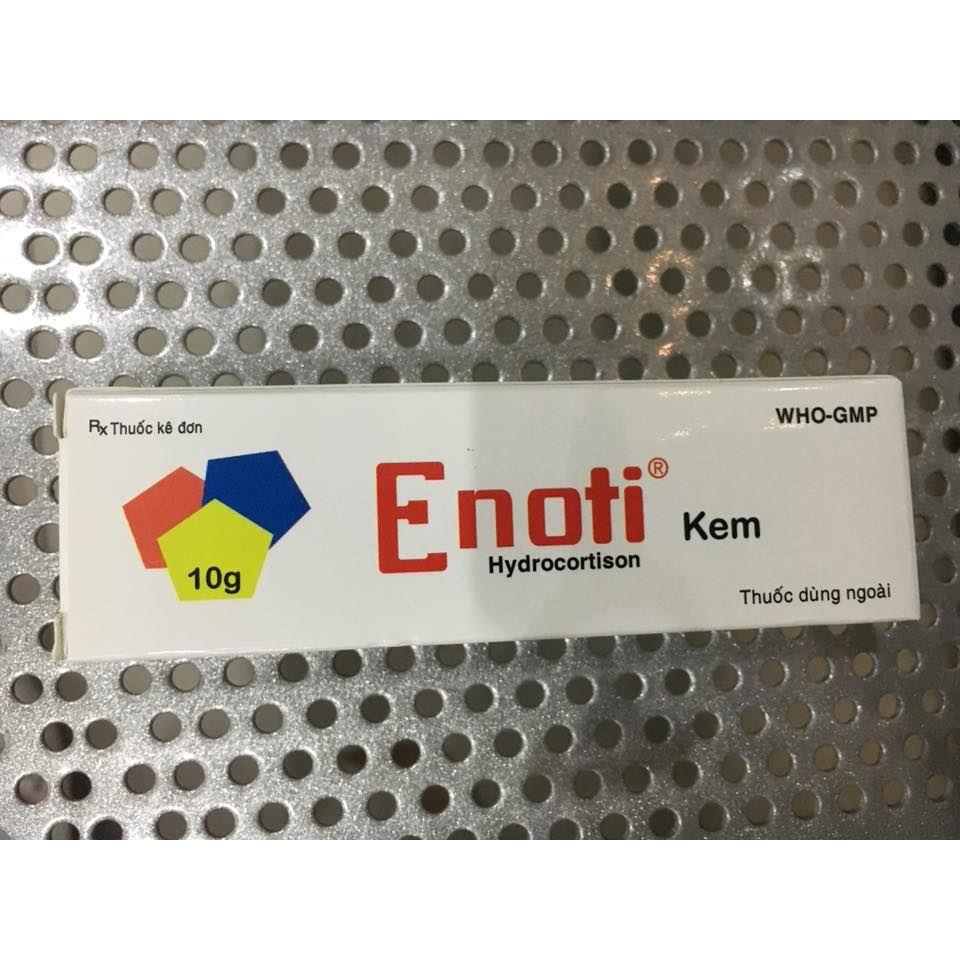 Rx Thuốc kê đơn
WHO-GMP
Enoti® Kem
Hydrocortison
10g
Thuốc dùng ngoài